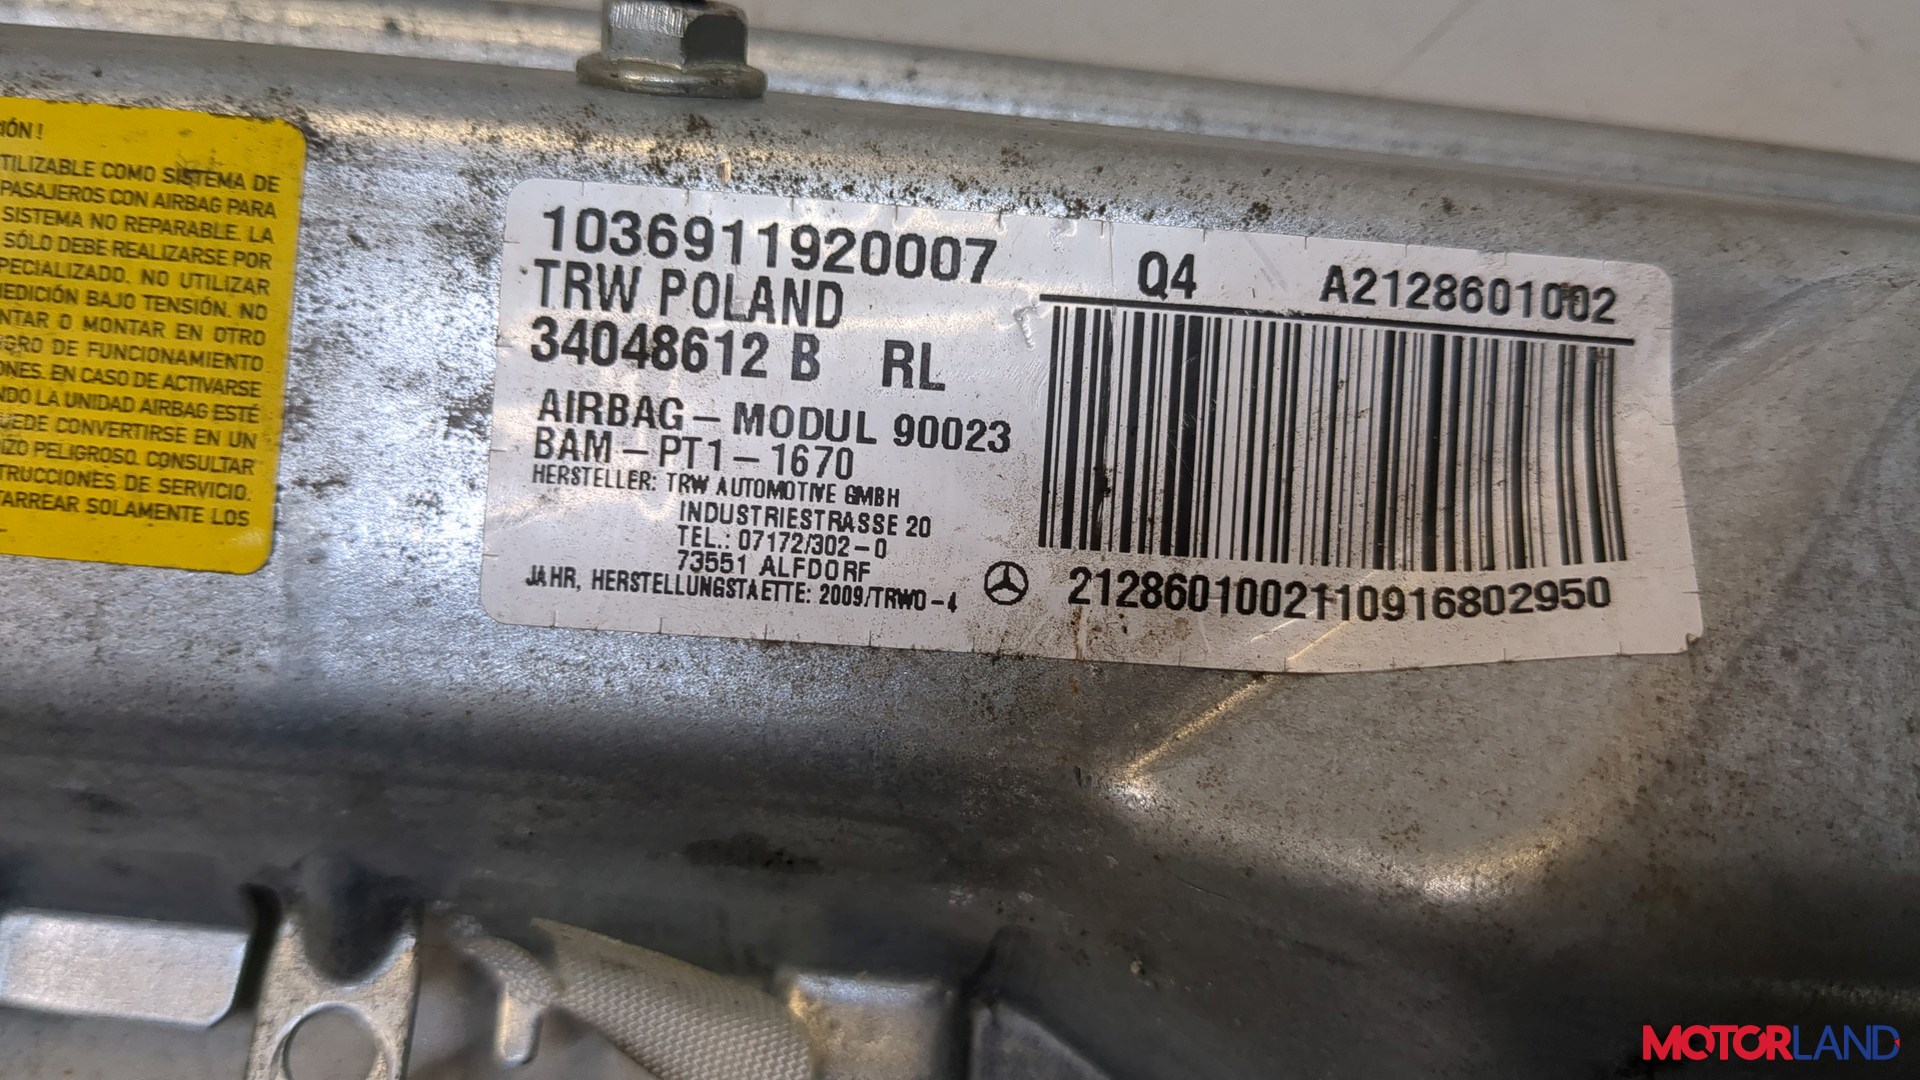 IÓN!
TILIZABLE COMO SISTEMA DE
PASAJEROS CON AIRBAG PARA
SISTEMA NO REPARABLE. LA
SÓLO DEBE REALIZARSE POR
PECIALIZADO. NO UTILIZAR
EDICIÓN BAJO TENSIÓN. NO
NTAR O MONTAR EN OTRO
GRO DE FUNCIONAMIENTO
ONES. EN CASO DE ACTIVARSE
NDO LA UNIDAD AIRBAG ESTÉ
UEDE CONVERTIRSE EN UN
IZO PELIGROSO. CONSULTAR
TRUCCIONES DE SERVICIO.
TARREAR SOLAMENTE LOS
1036911920007
TRW POLAND
34048612 B RL
AIRBAG-MODUL 90023
BAM-PT1-1670
HERSTELLER: TRW AUTOMOTIVE GMBH
INDUSTRIESTRASSE 20
TEL.: 07172/302-0
73551 ALFDORF
JAHR, HERSTELLUNGSTAETTE: 2009/TRWO-4
Q4 A2128601002
2128601002110916802950
MOTORLAND